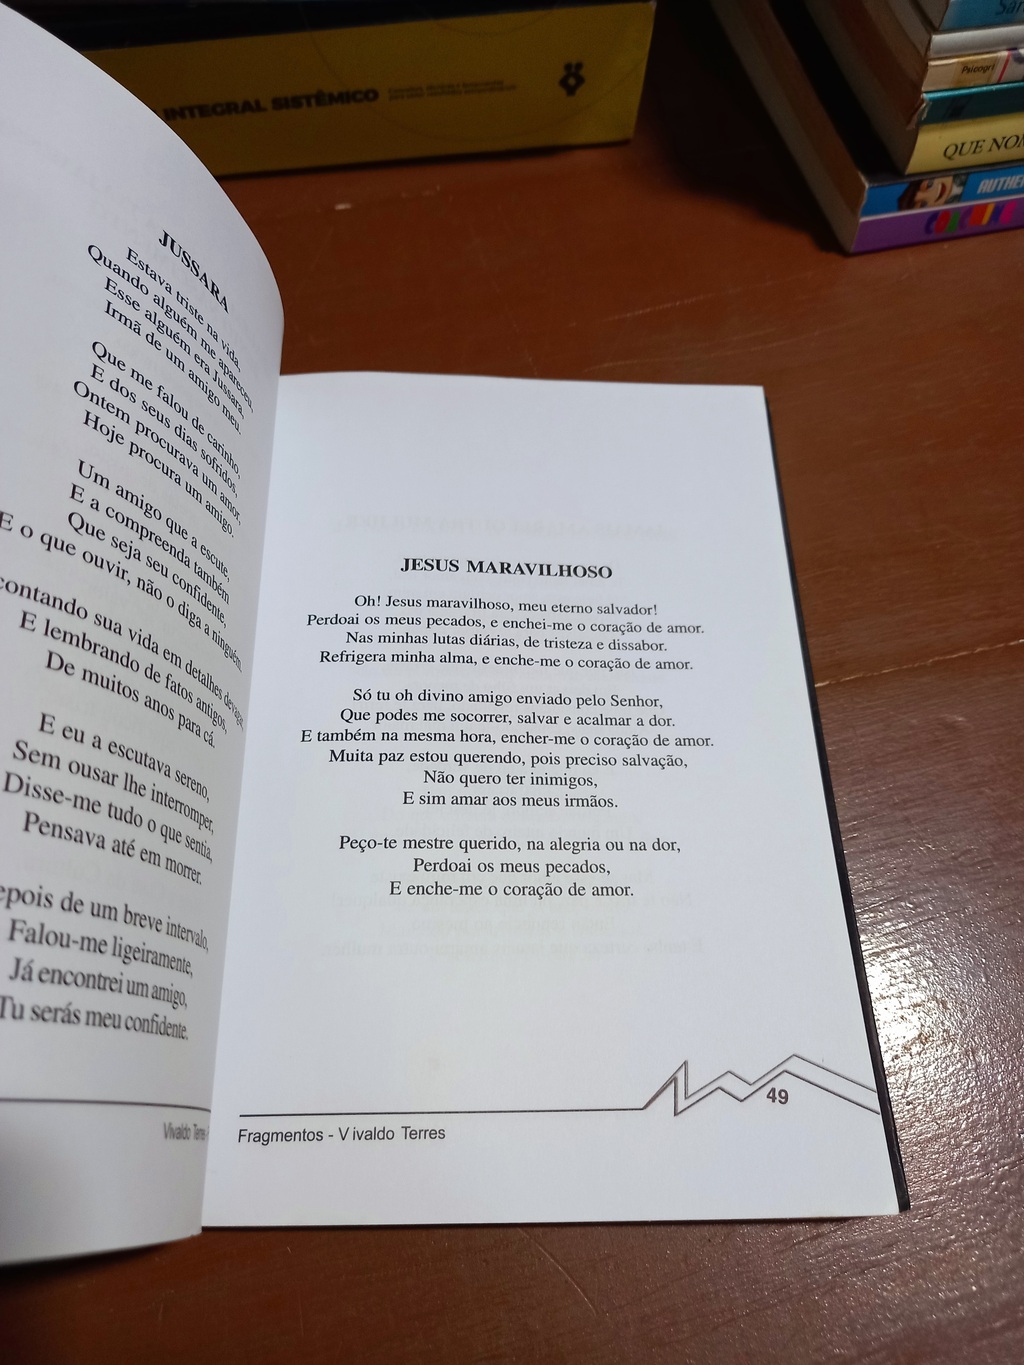 INTEGRAL SISTÊMICO
Psicogri
QUE NOM
AUTHE
JUSSARA
Estava triste na vida,
Quando alguém me apareceu.
Esse alguém era Jussara,
Irmã de um amigo meu.
Que me falou de carinho,
E dos seus dias sofridos,
Ontem procurava um amor,
Hoje procura um amigo.
Um amigo que a escute,
E a compreenda também
Que seja seu confidente,
E o que ouvir, não o diga a ninguém.
contando sua vida em detalhes devagar,
E lembrando de fatos antigos,
De muitos anos para cá.
E eu a escutava sereno,
Sem ousar lhe interromper,
Disse-me tudo o que sentia,
Pensava até em morrer.
epois de um breve intervalo,
Falou-me ligeiramente,
Já encontrei um amigo,
Tu serás meu confidente.
Vivaldo Terres
JESUS MARAVILHOSO
Oh! Jesus maravilhoso, meu eterno salvador!
Perdoai os meus pecados, e enchei-me o coração de amor.
Nas minhas lutas diárias, de tristeza e dissabor.
Refrigera minha alma, e enche-me o coração de amor.
Só tu oh divino amigo enviado pelo Senhor,
Que podes me socorrer, salvar e acalmar a dor.
E também na mesma hora, encher-me o coração de amor.
Muita paz estou querendo, pois preciso salvação,
Não quero ter inimigos,
E sim amar aos meus irmãos.
Peço-te mestre querido, na alegria ou na dor,
Perdoai os meus pecados,
E enche-me o coração de amor.
49
Fragmentos - Vivaldo Terres